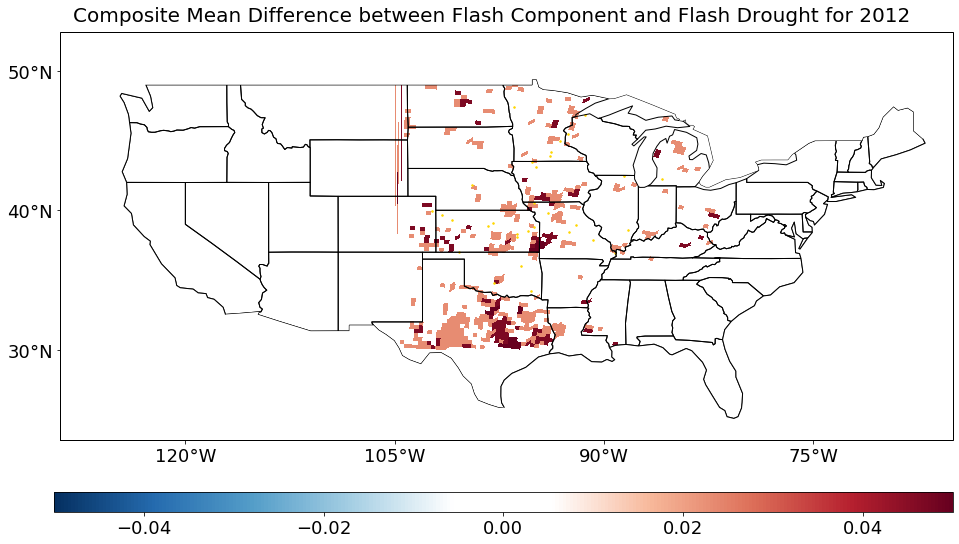 Composite Mean Difference between Flash Component and Flash Drought for 2012
50°N
40°N
30°N
120°W 105°W 90°W 75°W
−0.04 −0.02 0.00 0.02 0.04